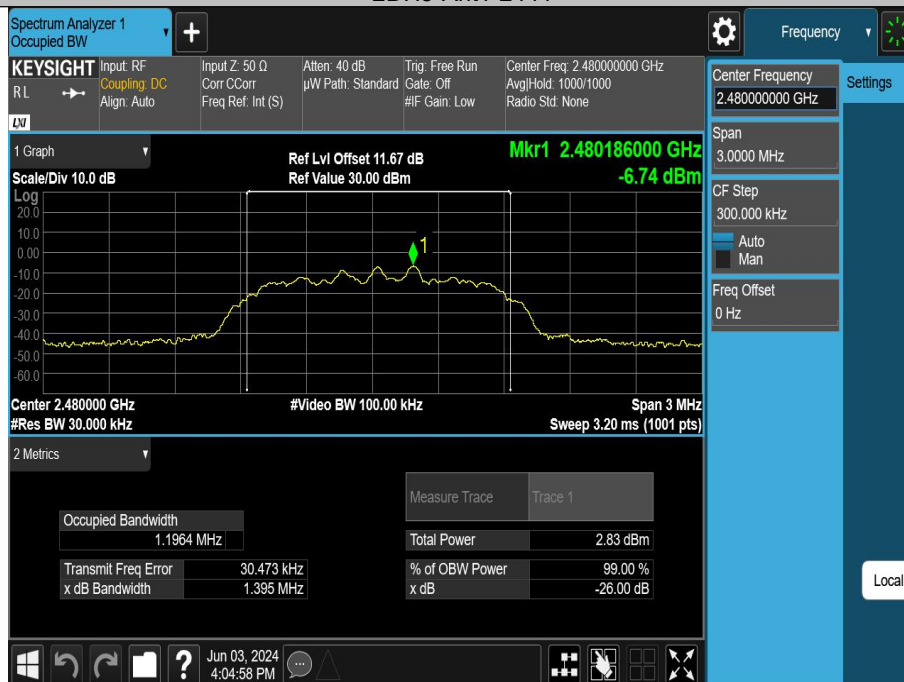 Spectrum Analyzer 1
Occupied BW
Frequency
KEYSIGHT
RL
LXI
Input: RF
Coupling: DC
Align: Auto
Input Z: 50 Ω
Corr CCorr
Freq Ref: Int (S)
Atten: 40 dB
µW Path: Standard
Trig: Free Run
Gate: Off
#IF Gain: Low
Center Freq: 2.480000000 GHz
Avg|Hold: 1000/1000
Radio Std: None
Center Frequency
2.480000000 GHz
Settings
Span
3.0000 MHz
CF Step
300.000 kHz
Auto
Man
Freq Offset
0 Hz
Local
1 Graph
Scale/Div 10.0 dB
Ref Lvl Offset 11.67 dB
Ref Value 30.00 dBm
Mkr1 2.480186000 GHz
-6.74 dBm
Log
20.0
10.0
0.00
-10.0
-20.0
-30.0
-40.0
-50.0
-60.0
1
Center 2.480000 GHz
#Video BW 100.00 kHz
Span 3 MHz
#Res BW 30.000 kHz
Sweep 3.20 ms (1001 pts)
2 Metrics
Measure Trace Trace 1
Occupied Bandwidth
1.1964 MHz
Total Power 2.83 dBm
Transmit Freq Error 30.473 kHz
% of OBW Power 99.00 %
x dB Bandwidth 1.395 MHz
x dB -26.00 dB
Jun 03, 2024
4:04:58 PM